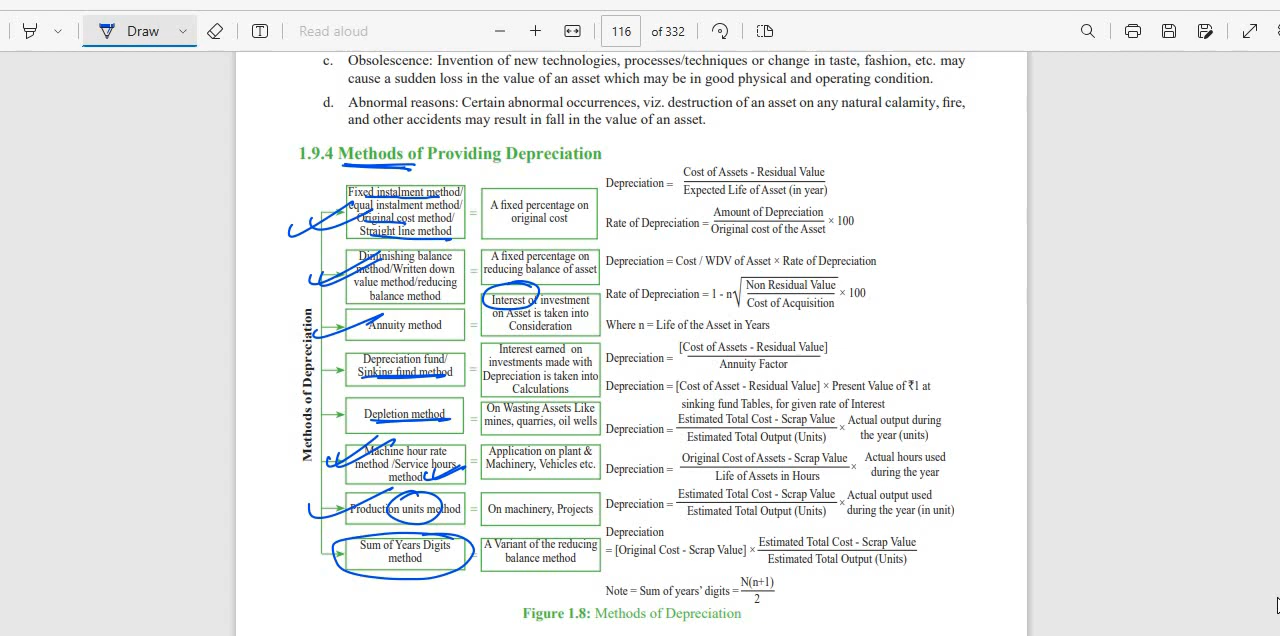 Draw
Read aloud
116 of 332
c. Obsolescence: Invention of new technologies, processes/techniques or change in taste, fashion, etc. may
cause a sudden loss in the value of an asset which may be in good physical and operating condition.
d. Abnormal reasons: Certain abnormal occurrences, viz. destruction of an asset on any natural calamity, fire,
and other accidents may result in fall in the value of an asset.
1.9.4 Methods of Providing Depreciation
Methods of Depreciation
Fixed instalment method/
equal instalment method/
Original cost method/
Straight line method
=
A fixed percentage on
original cost
Depreciation = Cost of Assets - Residual Value
Expected Life of Asset (in year)
Rate of Depreciation = Amount of Depreciation × 100
Original cost of the Asset
Diminishing balance
method/Written down
value method/reducing
balance method
=
A fixed percentage on
reducing balance of asset
Depreciation = Cost / WDV of Asset × Rate of Depreciation
Rate of Depreciation = 1 - n√ Non Residual Value × 100
Cost of Acquisition
Where n = Life of the Asset in Years
Annuity method
=
Interest of investment
on Asset is taken into
Consideration
Depreciation = [Cost of Assets - Residual Value]
Annuity Factor
Depreciation fund/
Sinking fund method
=
Interest earned on
investments made with
Depreciation is taken into
Calculations
Depreciation = [Cost of Asset - Residual Value] × Present Value of ₹1 at
sinking fund Tables, for given rate of Interest
Depletion method
=
On Wasting Assets Like
mines, quarries, oil wells
Depreciation = Estimated Total Cost - Scrap Value × Actual output during
Estimated Total Output (Units) the year (units)
Machine hour rate
method /Service hours
method
=
Application on plant &
Machinery, Vehicles etc.
Depreciation = Original Cost of Assets - Scrap Value × Actual hours used
Life of Assets in Hours during the year
Production units method
=
On machinery, Projects
Depreciation = Estimated Total Cost - Scrap Value × Actual output used
Estimated Total Output (Units) during the year (in unit)
Sum of Years Digits
method
=
A Variant of the reducing
balance method
Depreciation
= [Original Cost - Scrap Value] × Estimated Total Cost - Scrap Value
Estimated Total Output (Units)
Note = Sum of years' digits = N(n+1)
2
Figure 1.8: Methods of Depreciation